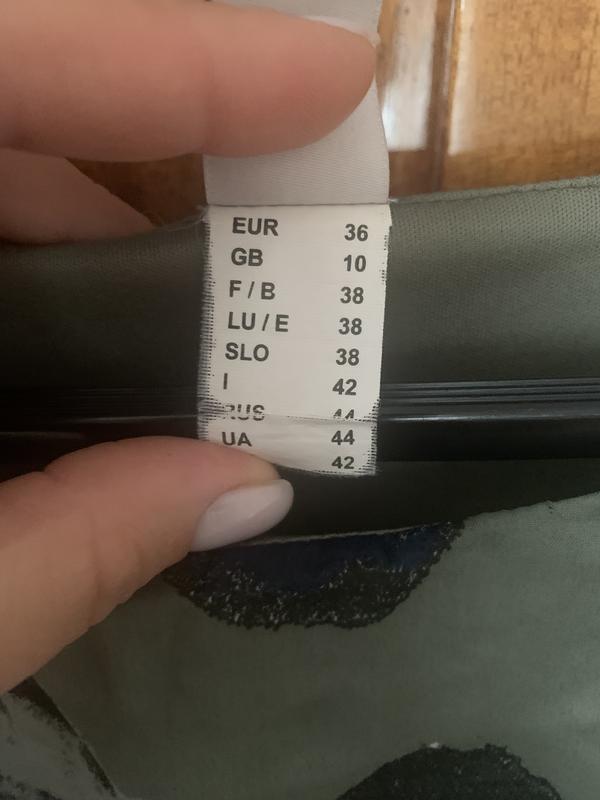 EUR 36
GB 10
F / B 38
LU / E 38
SLO 38
I 42
RUS 44
UA 44
42